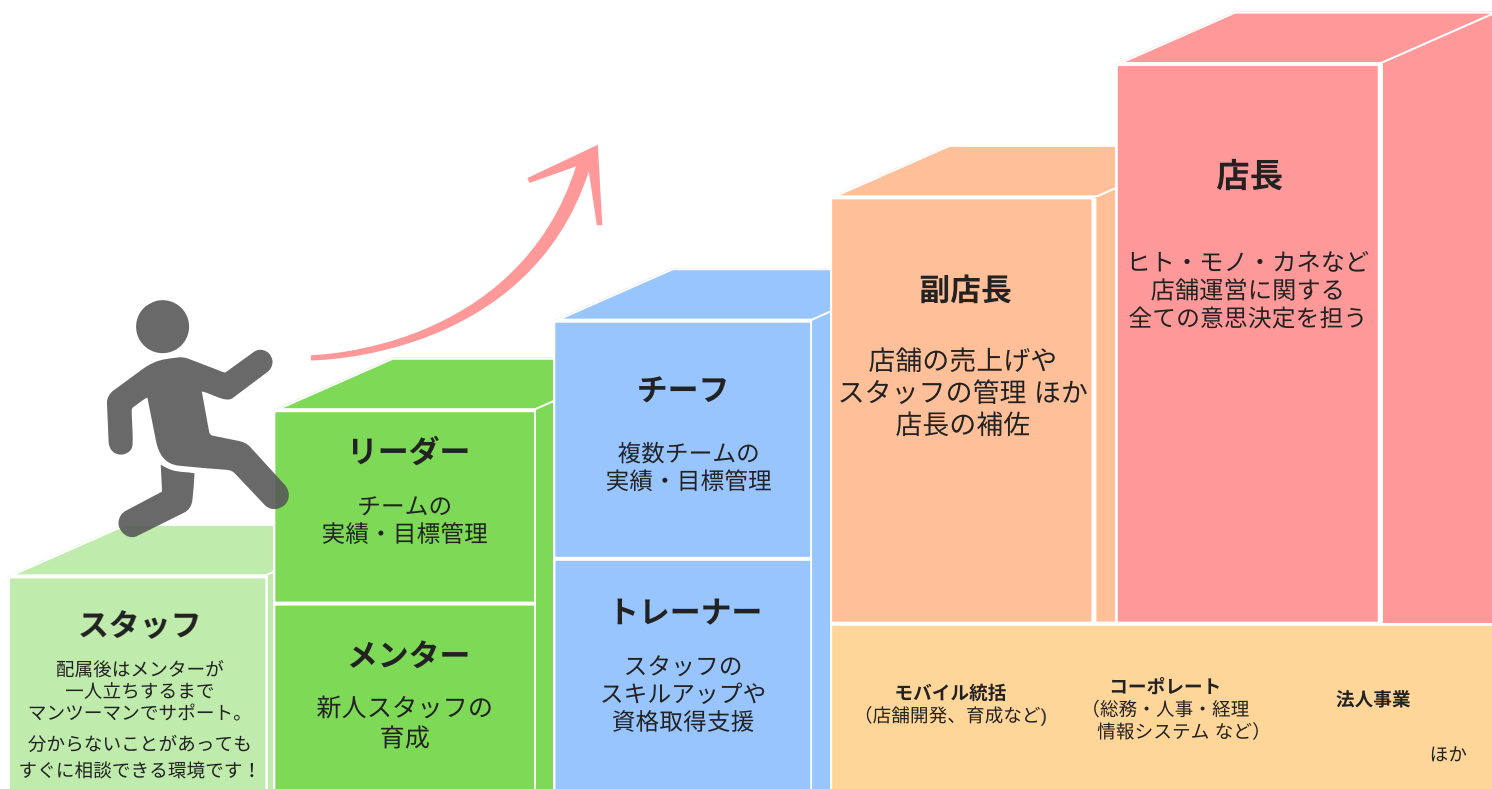 スタッフ
配属後はメンターが
一人立ちするまで
マンツーマンでサポート。
分からないことがあっても
すぐに相談できる環境です！
リーダー
チームの
実績・目標管理
メンター
新人スタッフの
育成
チーフ
複数チームの
実績・目標管理
トレーナー
スタッフの
スキルアップや
資格取得支援
副店長
店舗の売上げや
スタッフの管理 ほか
店長の補佐
店長
ヒト・モノ・カネなど
店舗運営に関する
全ての意思決定を担う
モバイル統括
（店舗開発、育成など)
コーポレート
（総務・人事・経理
情報システム など）
法人事業
ほか